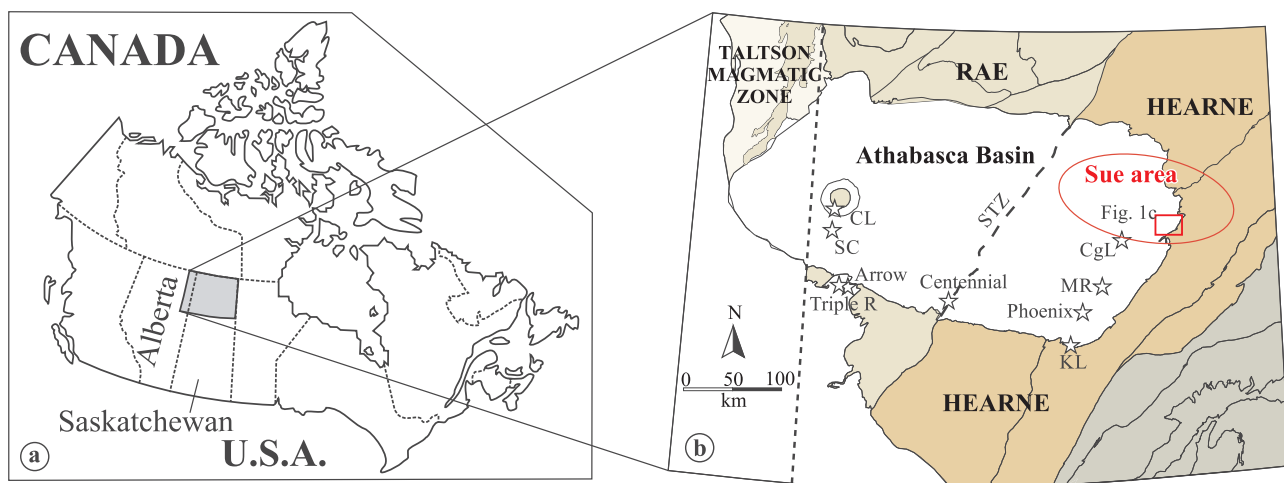 CANADA
Alberta
Saskatchewan
U.S.A.
a
TALTSON
MAGMATIC
ZONE
RAE
HEARNE
Athabasca Basin
Sue area
STZ
Fig. 1c
CL
SC
CgL
Arrow
Centennial
MR
Triple R
Phoenix
N
KL
0 50 100
km
HEARNE
b